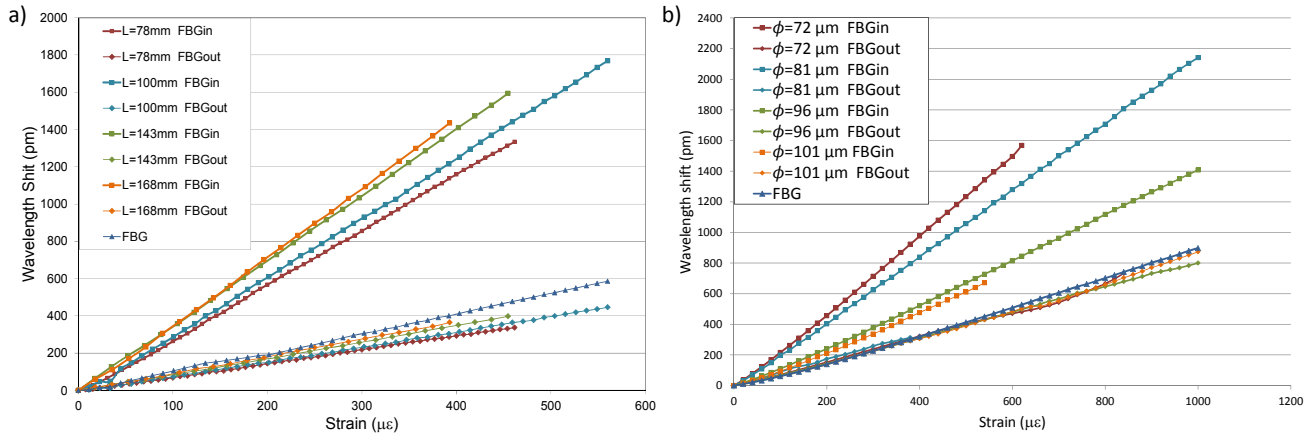 a)
Wavelength Shit (pm)
2000
1800
1600
1400
1200
1000
800
600
400
200
0
L=78mm FBGin
L=78mm FBGout
L=100mm FBGin
L=100mm FBGout
L=143mm FBGin
L=143mm FBGout
L=168mm FBGin
L=168mm FBGout
FBG
0 100 200 300 400 500 600
Strain (με)
b)
Wavelength shift (pm)
2400
2200
2000
1800
1600
1400
1200
1000
800
600
400
200
0
ϕ=72 µm FBGin
ϕ=72 µm FBGout
ϕ=81 µm FBGin
ϕ=81 µm FBGout
ϕ=96 µm FBGin
ϕ=96 µm FBGout
ϕ=101 µm FBGin
ϕ=101 µm FBGout
FBG
0 200 400 600 800 1000 1200
Strain (με)